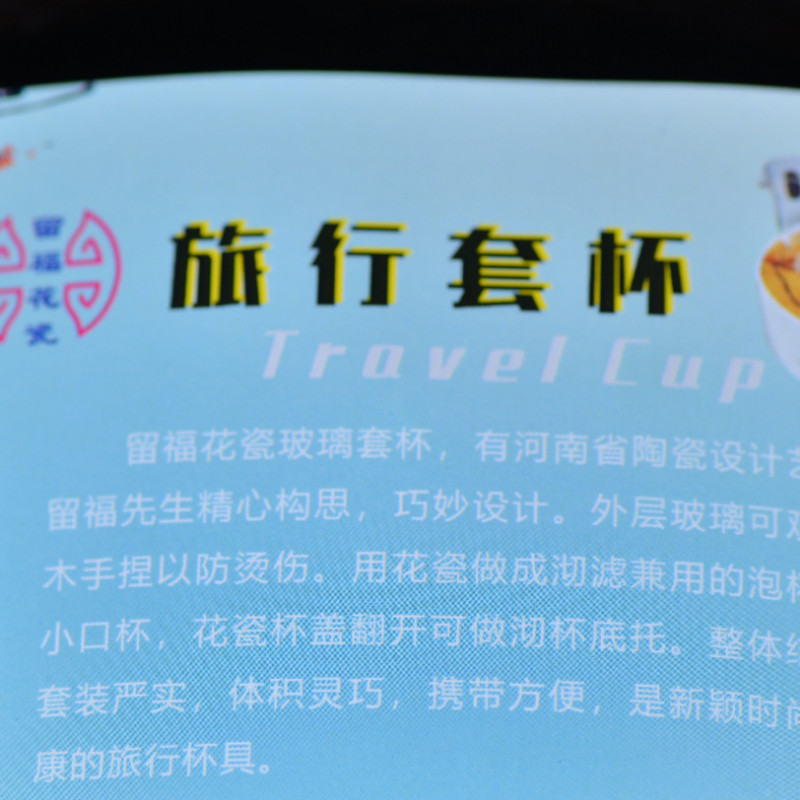 留福花瓷
旅行套杯
Travel Cup
留福花瓷玻璃套杯，有河南省陶瓷设计
留福先生精心构思，巧妙设计。外层玻璃可
木手捏以防烫伤。用花瓷做成沏滤兼用的泡
小口杯，花瓷杯盖翻开可做沏杯底托。整体
套装严实，体积灵巧，携带方便，是新颖时尚
康的旅行杯具。